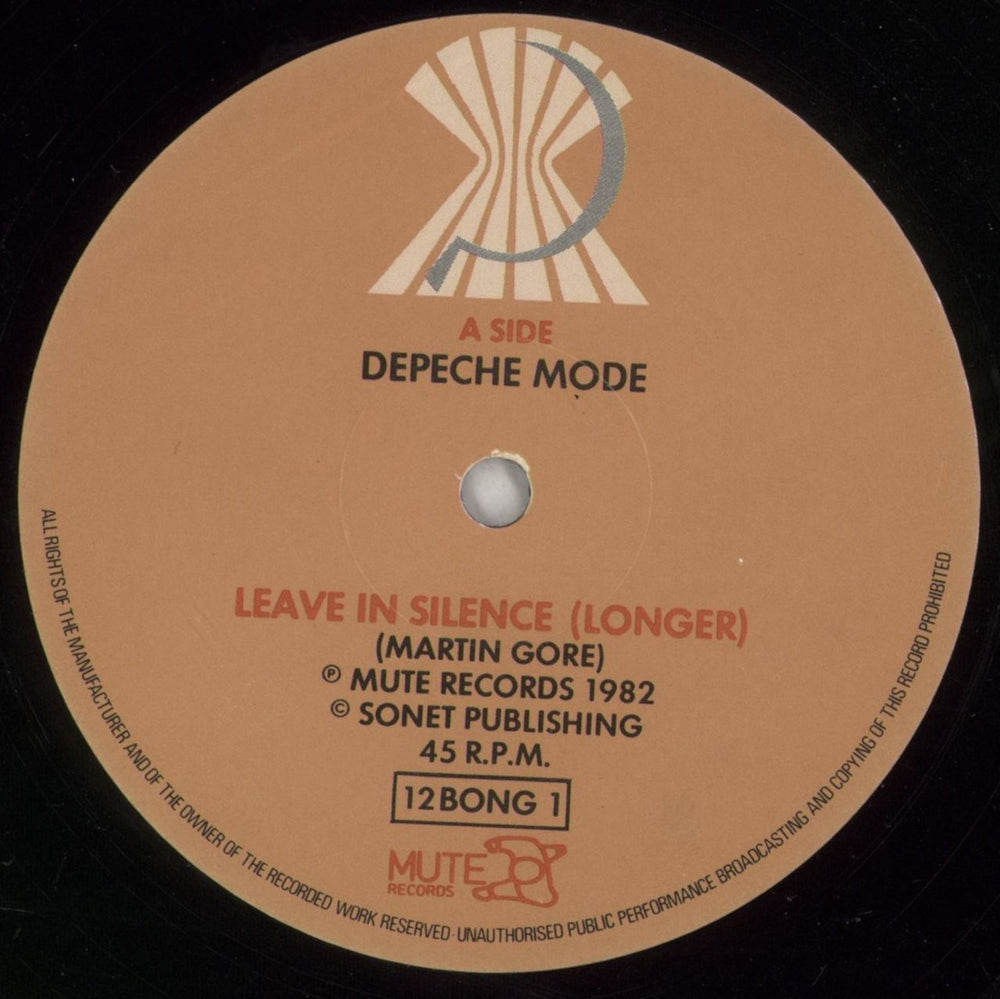 A SIDE
DEPECHE MODE
LEAVE IN SILENCE (LONGER)
(MARTIN GORE)
℗ MUTE RECORDS 1982
© SONET PUBLISHING
45 R.P.M.
12 BONG 1
MUTE
RECORDS
ALL RIGHTS OF THE MANUFACTURER AND OF THE OWNER OF THE RECORDED WORK RESERVED · UNAUTHORISED PUBLIC PERFORMANCE BROADCASTING AND COPYING OF THIS RECORD PROHIBITED